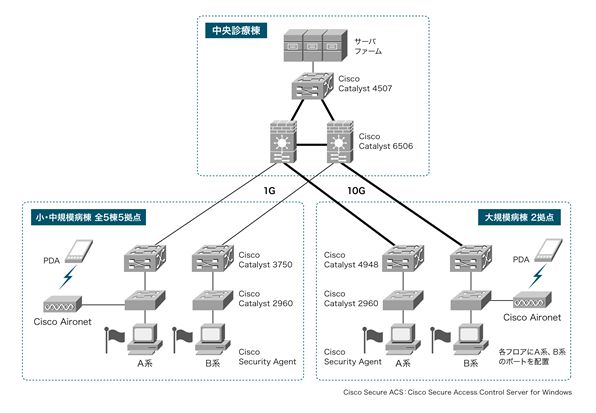 中央診療棟
サーバ
ファーム
Cisco
Catalyst 4507
Cisco
Catalyst 6506
1G
10G
小・中規模病棟 全5棟5拠点
PDA
Cisco Aironet
Cisco
Catalyst 3750
Cisco
Catalyst 2960
Cisco
Security Agent
A系
B系
大規模病棟 2拠点
Cisco
Catalyst 4948
Cisco
Catalyst 2960
Cisco
Security Agent
A系
B系
PDA
Cisco Aironet
各フロアにA系、B系
のポートを配置
Cisco Secure ACS：Cisco Secure Access Control Server for Windows